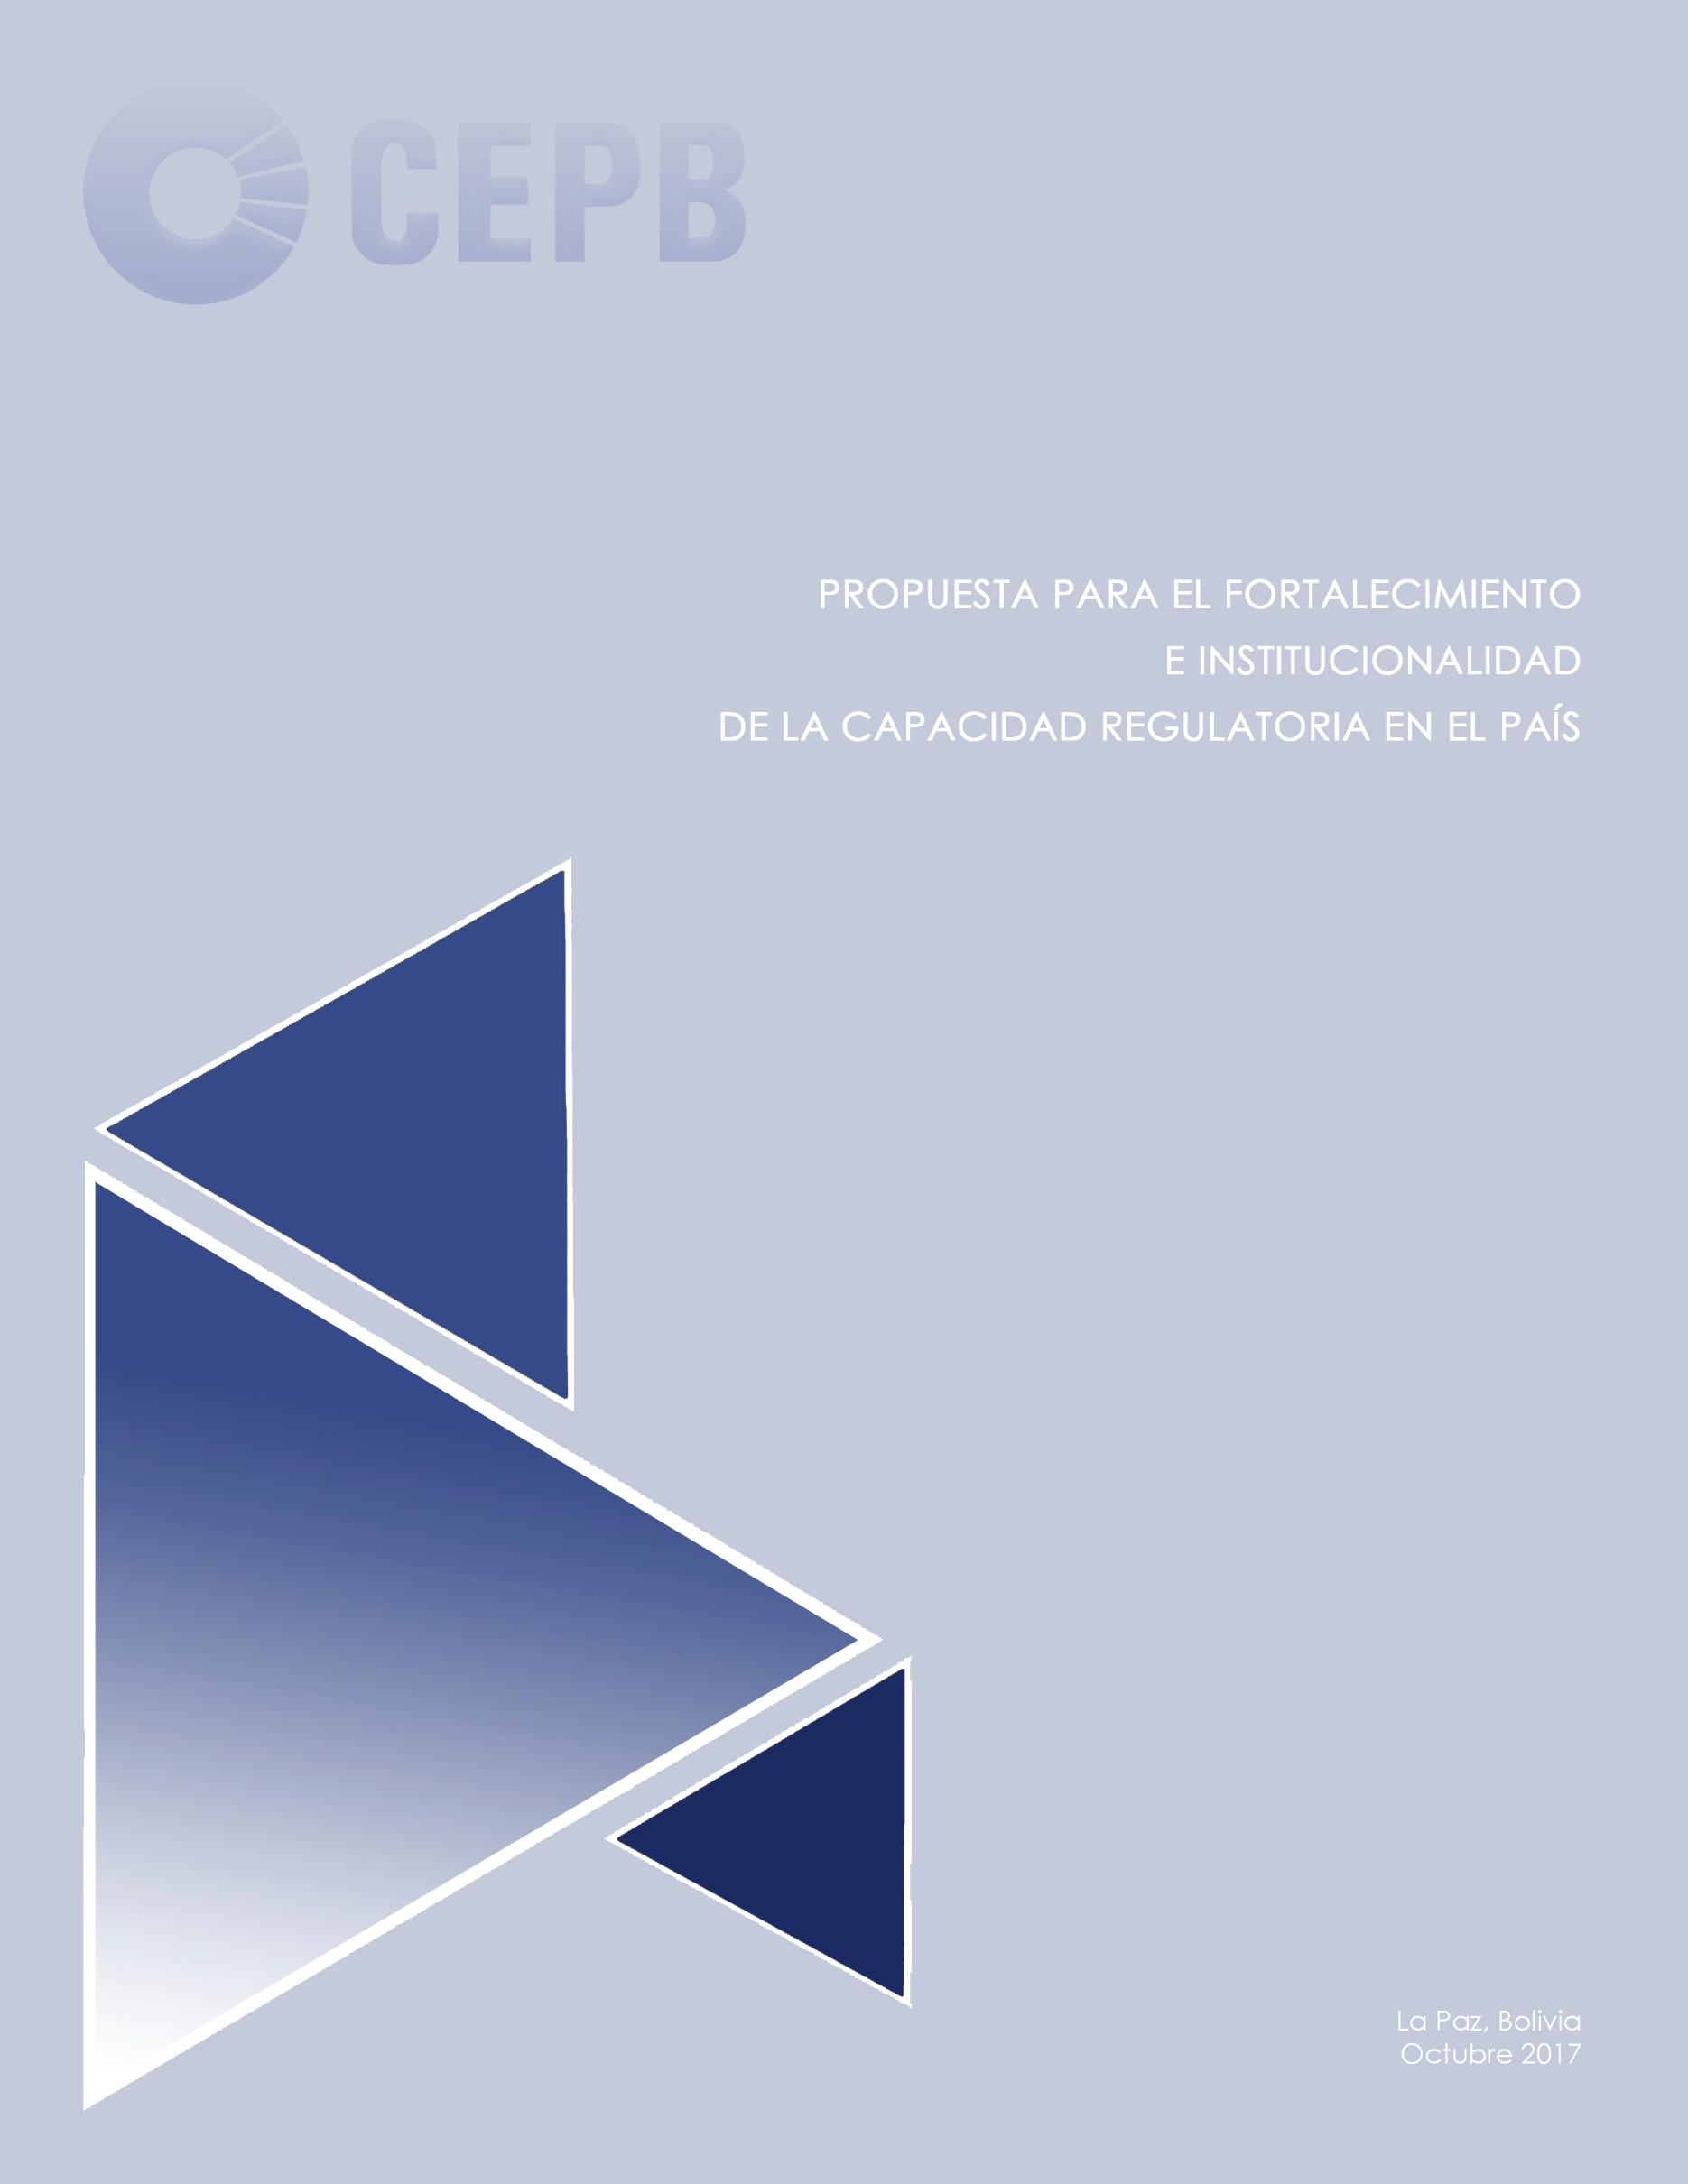 CEPB
PROPUESTA PARA EL FORTALECIMIENTO
E INSTITUCIONALIDAD
DE LA CAPACIDAD REGULATORIA EN EL PAÍS
La Paz, Bolivia
Octubre 2017